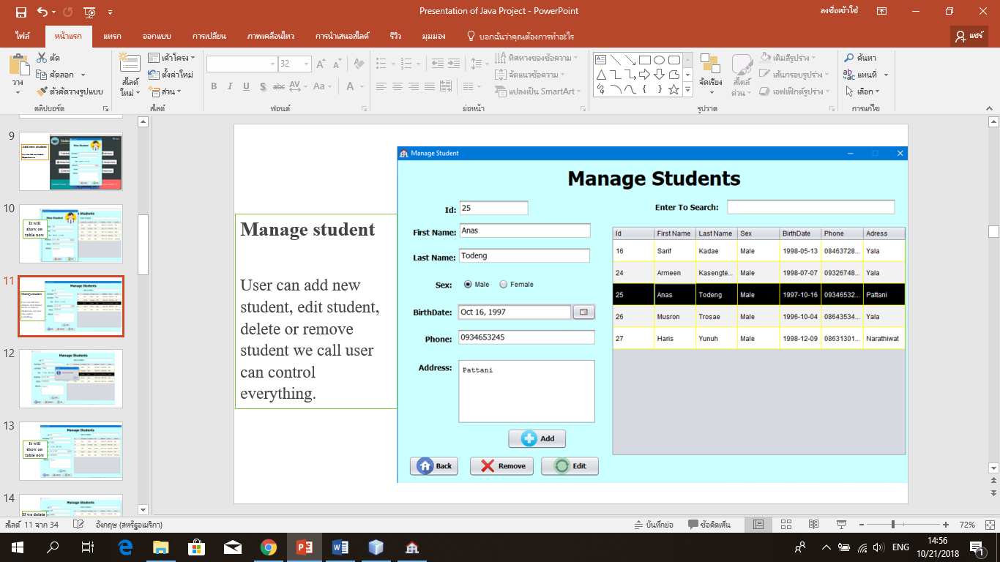 Presentation of Java Project - PowerPoint
ลงชื่อเข้าใช้
ไฟล์ หน้าแรก แทรก ออกแบบ การเปลี่ยน ภาพเคลื่อนไหว การนำเสนอสไลด์ รีวิว มุมมอง บอกฉันว่าคุณต้องการทำอะไร แชร์
วาง
ตัด
คัดลอก
ตัวคัดวางรูปแบบ
คลิปบอร์ด
สไลด์
ใหม่
เค้าโครง
ตั้งค่าใหม่
ส่วน
สไลด์
32
B I U S abc AV Aa A
ฟอนต์
ทิศทางของข้อความ
จัดแนวข้อความ
แปลงเป็น SmartArt
ย่อหน้า
จัดเรียง
สไตล์
ด่วน
เติมสีรูปร่าง
เส้นกรอบรูปร่าง
เอฟเฟ็กต์รูปร่าง
รูปวาด
ค้นหา
แทนที่
เลือก
การแก้ไข
9
Add new student
10
It will
show on
table now
11
Manage student
Manage Students
12
Manage Students
13
It will
show on
table now
Manage Students
14
If we delete
Manage Students
Manage student
User can add new
student, edit student,
delete or remove
student we call user
can control
everything.
Manage Student
Manage Students
Id: 25
Enter To Search:
First Name: Anas
Last Name: Todeng
Sex: Male Female
BirthDate: Oct 16, 1997
Phone: 0934653245
Address: Pattani
Add
Back Remove Edit
Id First Name Last Name Sex BirthDate Phone Adress
16 Sarif Kadae Male 1998-05-13 08463728... Yala
24 Armeen Kasengte... Male 1998-07-07 09326748... Yala
25 Anas Todeng Male 1997-10-16 09346532... Pattani
26 Musron Trosae Male 1996-10-04 08643534... Yala
27 Haris Yunuh Male 1998-12-09 08631301... Narathiwat
สไลด์ 11 จาก 34 อังกฤษ (สหรัฐอเมริกา) บันทึกย่อ ข้อคิดเห็น 72%
ENG
14:56
10/21/2018
1